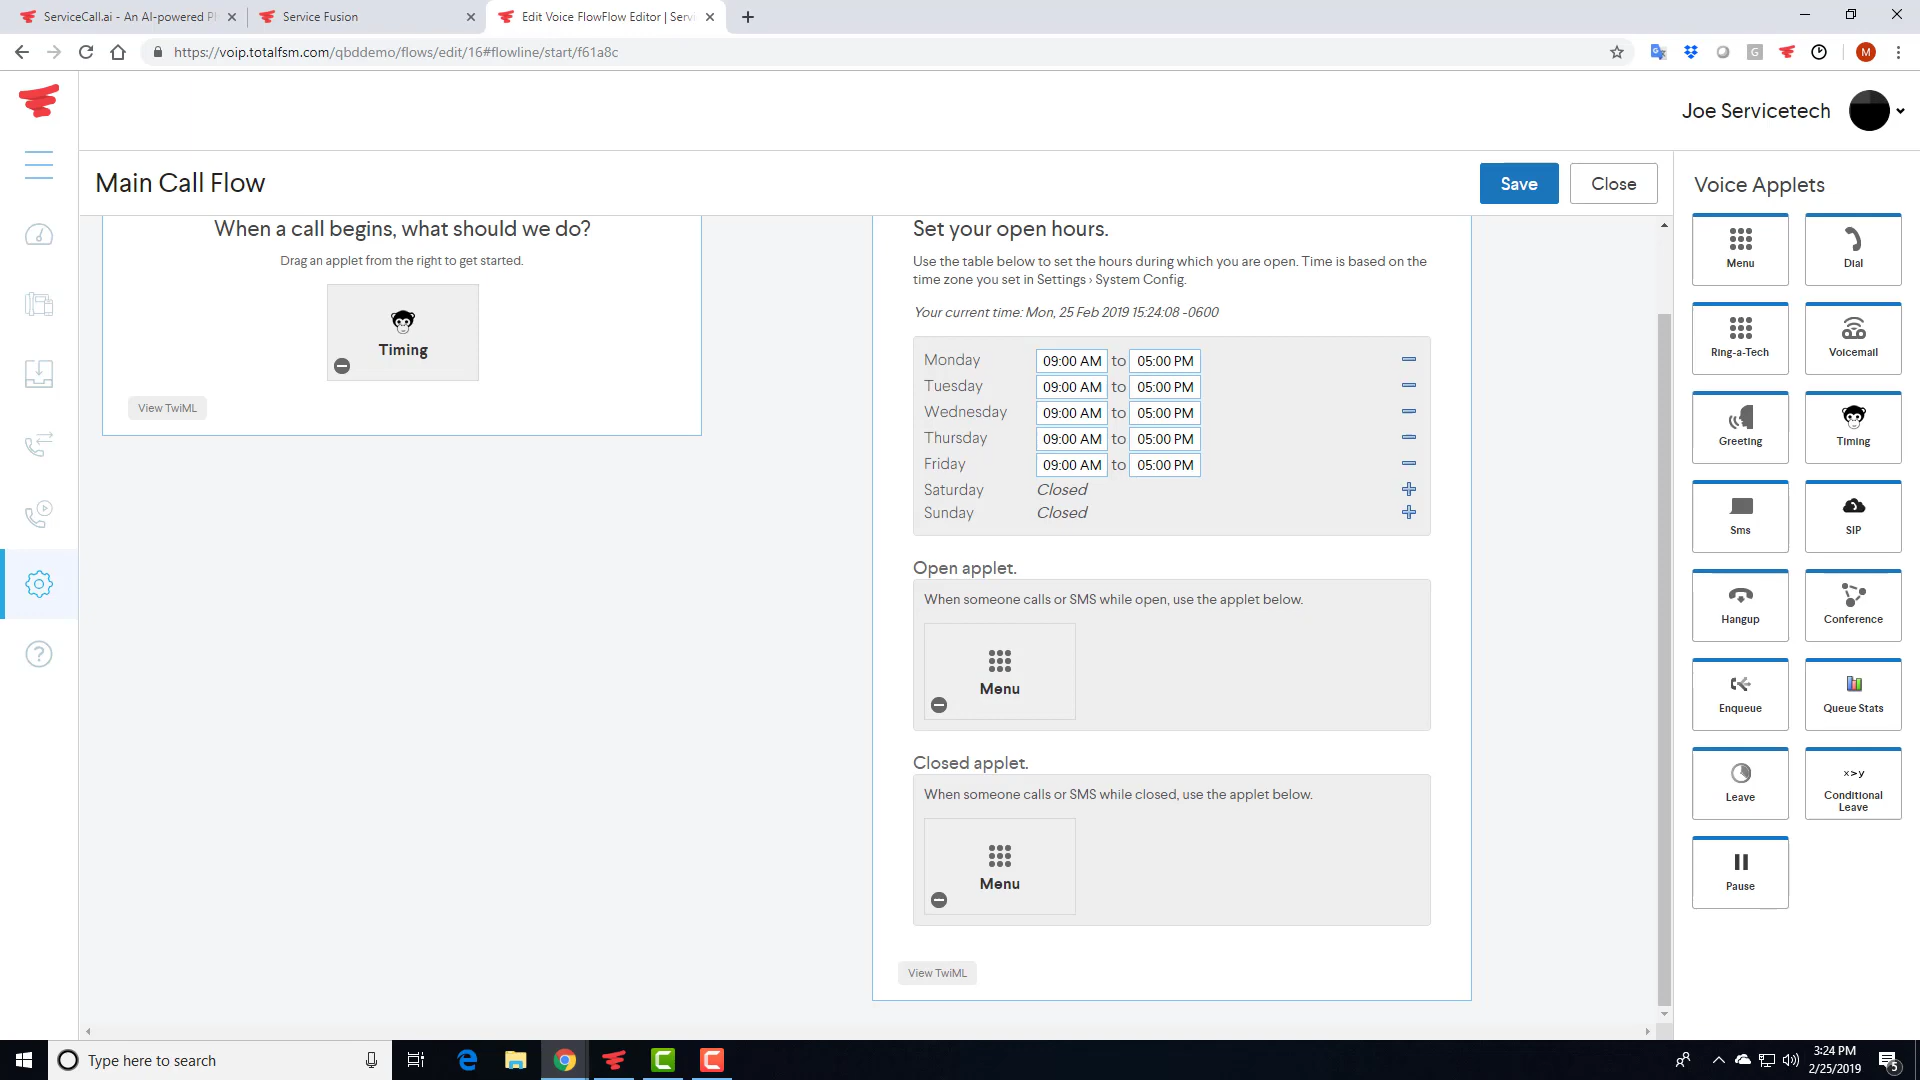 ServiceCall.ai - An AI-powered Pl
Service Fusion
Edit Voice FlowFlow Editor | Servi
https://voip.totalfsm.com/qbddemo/flows/edit/16#flowline/start/f61a8c
G
M
Joe Servicetech
Main Call Flow
Save
Close
When a call begins, what should we do?
Drag an applet from the right to get started.
Timing
View TwiML
Set your open hours.
Use the table below to set the hours during which you are open. Time is based on the
time zone you set in Settings › System Config.
Your current time: Mon, 25 Feb 2019 15:24:08 -0600
Monday 09:00 AM to 05:00 PM
Tuesday 09:00 AM to 05:00 PM
Wednesday 09:00 AM to 05:00 PM
Thursday 09:00 AM to 05:00 PM
Friday 09:00 AM to 05:00 PM
Saturday Closed
Sunday Closed
Open applet.
When someone calls or SMS while open, use the applet below.
Menu
Closed applet.
When someone calls or SMS while closed, use the applet below.
Menu
View TwiML
Voice Applets
Menu
Dial
Ring-a-Tech
Voicemail
Greeting
Timing
Sms
SIP
Hangup
Conference
Enqueue
Queue Stats
Leave
x>y
Conditional
Leave
Pause
Type here to search
3:24 PM
2/25/2019
5